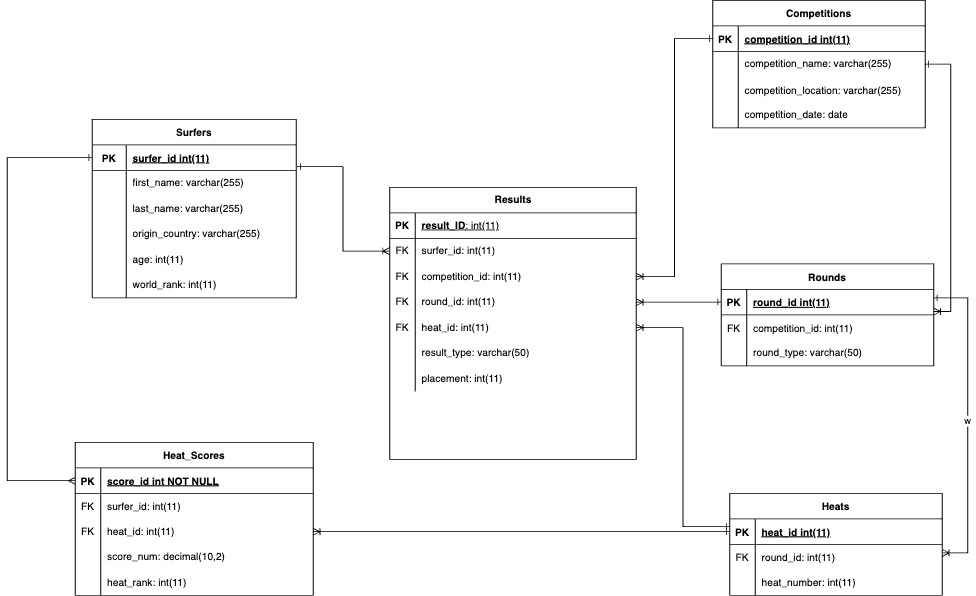 Competitions
PK competition_id int(11)
competition_name: varchar(255)
competition_location: varchar(255)
competition_date: date
Surfers
PK surfer_id int(11)
first_name: varchar(255)
last_name: varchar(255)
origin_country: varchar(255)
age: int(11)
world_rank: int(11)
Results
PK result_ID: int(11)
FK surfer_id: int(11)
FK competition_id: int(11)
FK round_id: int(11)
FK heat_id: int(11)
result_type: varchar(50)
placement: int(11)
Rounds
PK round_id int(11)
FK competition_id: int(11)
round_type: varchar(50)
w
Heat_Scores
PK score_id int NOT NULL
FK surfer_id: int(11)
FK heat_id: int(11)
score_num: decimal(10,2)
heat_rank: int(11)
Heats
PK heat_id int(11)
FK round_id: int(11)
heat_number: int(11)